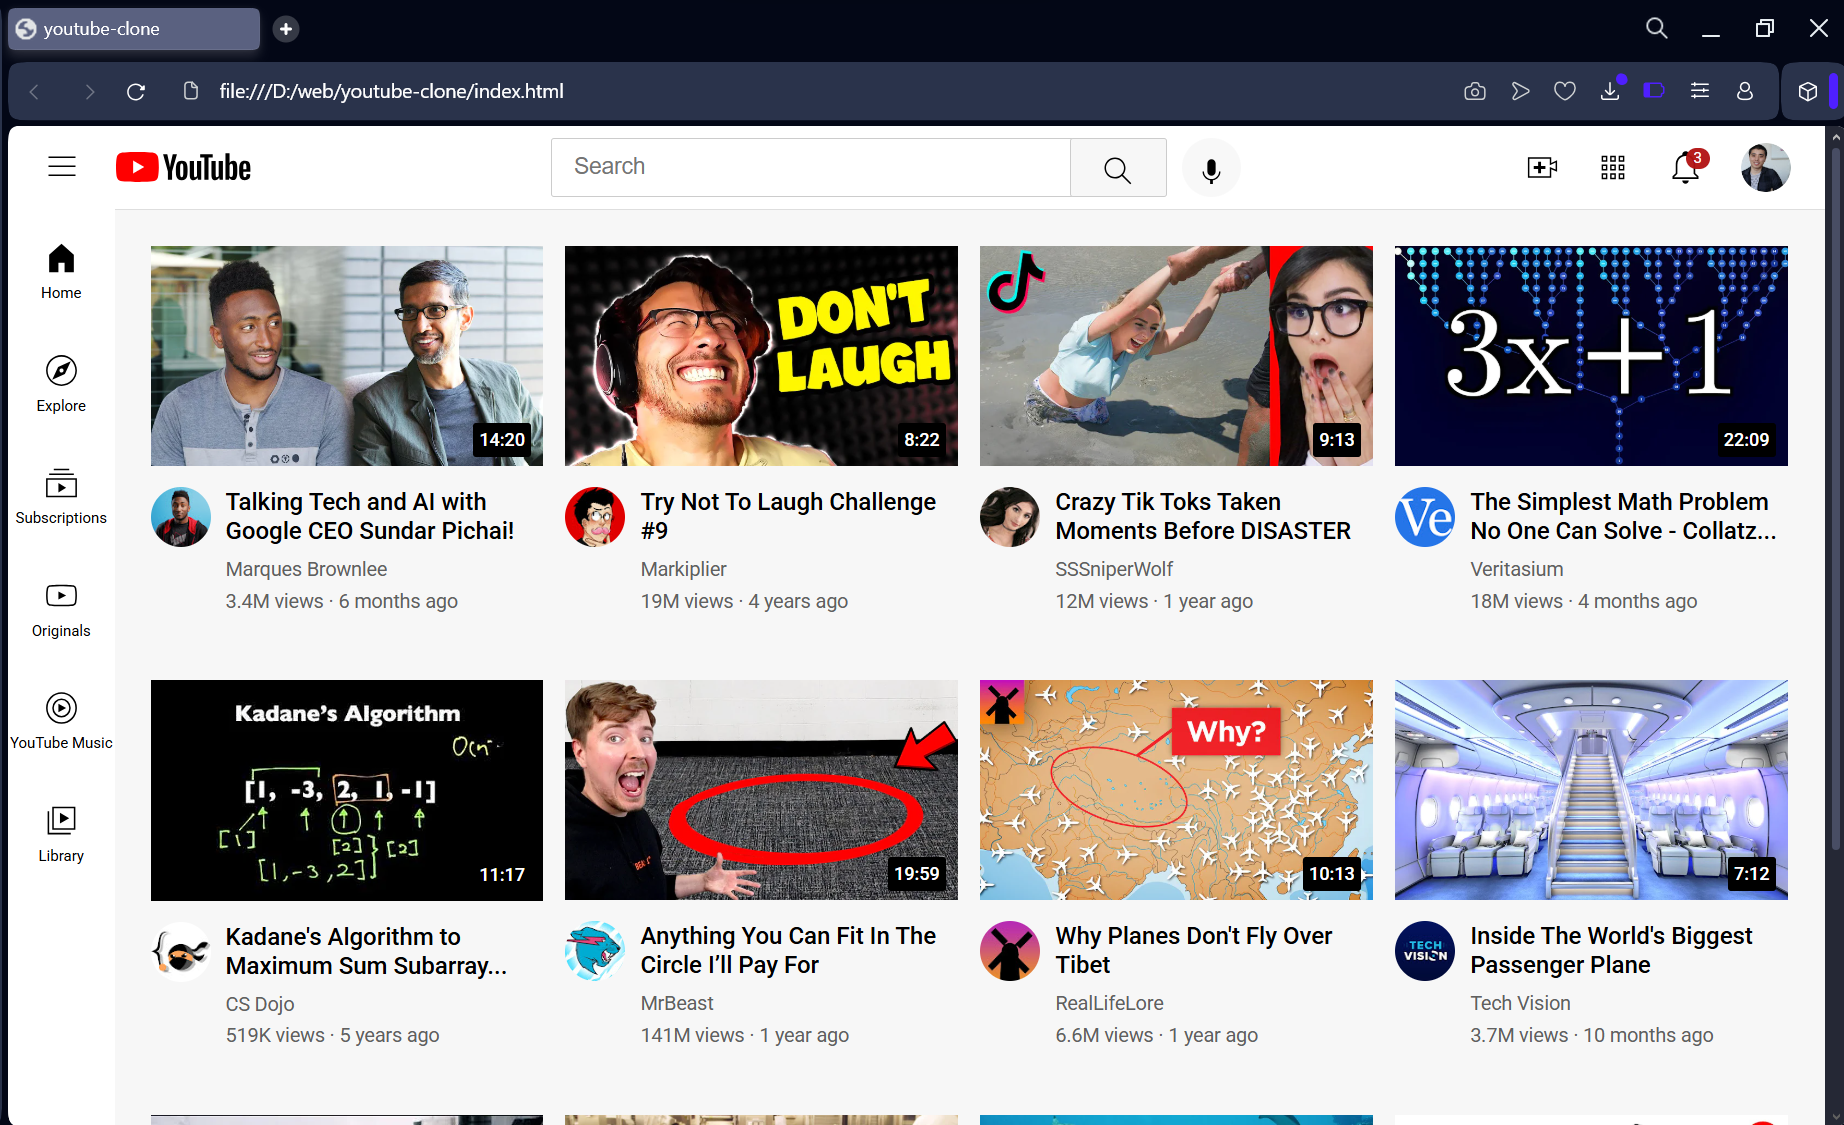 youtube-clone
file:///D:/web/youtube-clone/index.html
YouTube
Search
3
Home
Explore
Subscriptions
Originals
YouTube Music
Library
14:20
DON'T
LAUGH
8:22
9:13
3x+1
22:09
Talking Tech and AI with
Google CEO Sundar Pichai!
Marques Brownlee
3.4M views · 6 months ago
Try Not To Laugh Challenge
#9
Markiplier
19M views · 4 years ago
Crazy Tik Toks Taken
Moments Before DISASTER
SSSniperWolf
12M views · 1 year ago
Ve
The Simplest Math Problem
No One Can Solve - Collatz...
Veritasium
18M views · 4 months ago
Kadane's Algorithm
O(n
[1, -3, 2, 1, -1]
[1]
[2]
[2]
[1,-3,2]
11:17
19:59
Why?
10:13
7:12
Kadane's Algorithm to
Maximum Sum Subarray...
CS Dojo
519K views · 5 years ago
Anything You Can Fit In The
Circle I’ll Pay For
MrBeast
141M views · 1 year ago
Why Planes Don't Fly Over
Tibet
RealLifeLore
6.6M views · 1 year ago
TECH
VISION
Inside The World's Biggest
Passenger Plane
Tech Vision
3.7M views · 10 months ago